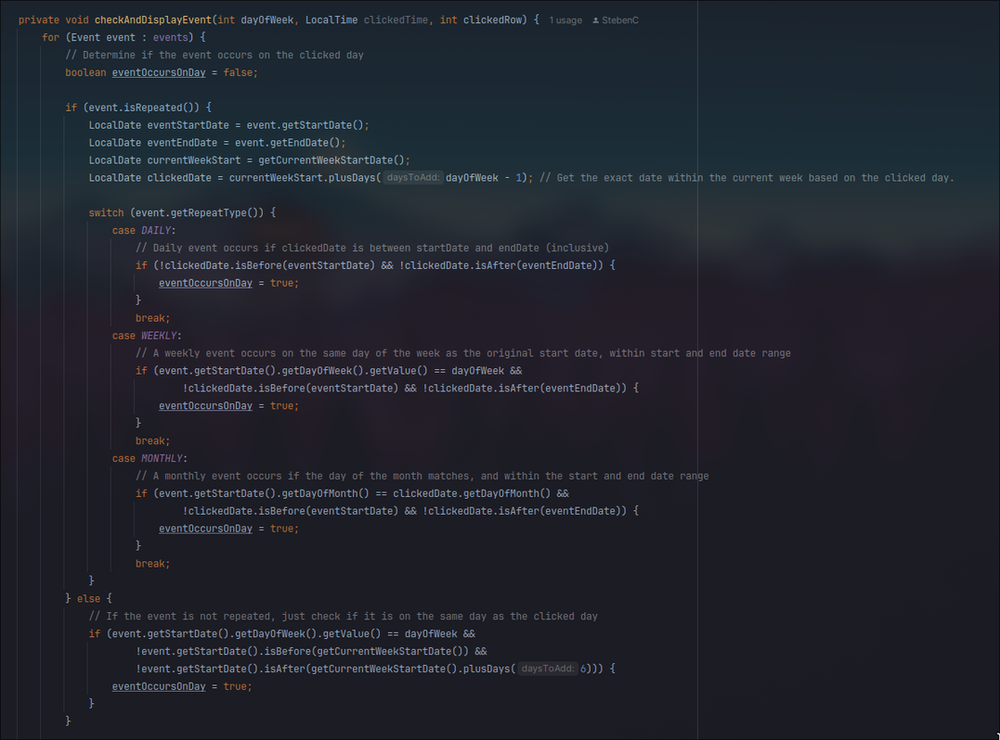 private void checkAndDisplayEvent(int dayOfWeek, LocalTime clickedTime, int clickedRow) { 1 usage StebenC
for (Event event : events) {
// Determine if the event occurs on the clicked day
boolean eventOccursOnDay = false;
if (event.isRepeated()) {
LocalDate eventStartDate = event.getStartDate();
LocalDate eventEndDate = event.getEndDate();
LocalDate currentWeekStart = getCurrentWeekStartDate();
LocalDate clickedDate = currentWeekStart.plusDays( daysToAdd: dayOfWeek - 1); // Get the exact date within the current week based on the clicked day.
switch (event.getRepeatType()) {
case DAILY:
// Daily event occurs if clickedDate is between startDate and endDate (inclusive)
if (!clickedDate.isBefore(eventStartDate) && !clickedDate.isAfter(eventEndDate)) {
eventOccursOnDay = true;
}
break;
case WEEKLY:
// A weekly event occurs on the same day of the week as the original start date, within start and end date range
if (event.getStartDate().getDayOfWeek().getValue() == dayOfWeek &&
!clickedDate.isBefore(eventStartDate) && !clickedDate.isAfter(eventEndDate)) {
eventOccursOnDay = true;
}
break;
case MONTHLY:
// A monthly event occurs if the day of the month matches, and within the start and end date range
if (event.getStartDate().getDayOfMonth() == clickedDate.getDayOfMonth() &&
!clickedDate.isBefore(eventStartDate) && !clickedDate.isAfter(eventEndDate)) {
eventOccursOnDay = true;
}
break;
}
} else {
// If the event is not repeated, just check if it is on the same day as the clicked day
if (event.getStartDate().getDayOfWeek().getValue() == dayOfWeek &&
!event.getStartDate().isBefore(getCurrentWeekStartDate()) &&
!event.getStartDate().isAfter(getCurrentWeekStartDate().plusDays( daysToAdd: 6))) {
eventOccursOnDay = true;
}
}